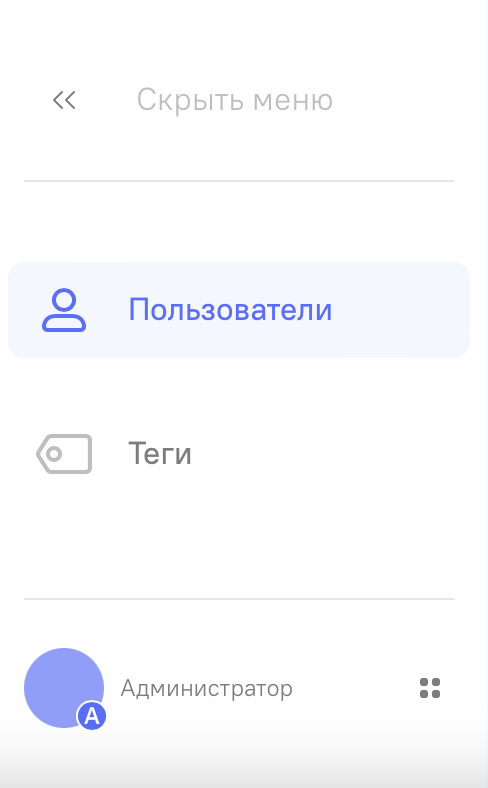 Скрыть меню
Пользователи
Теги
Администратор
А